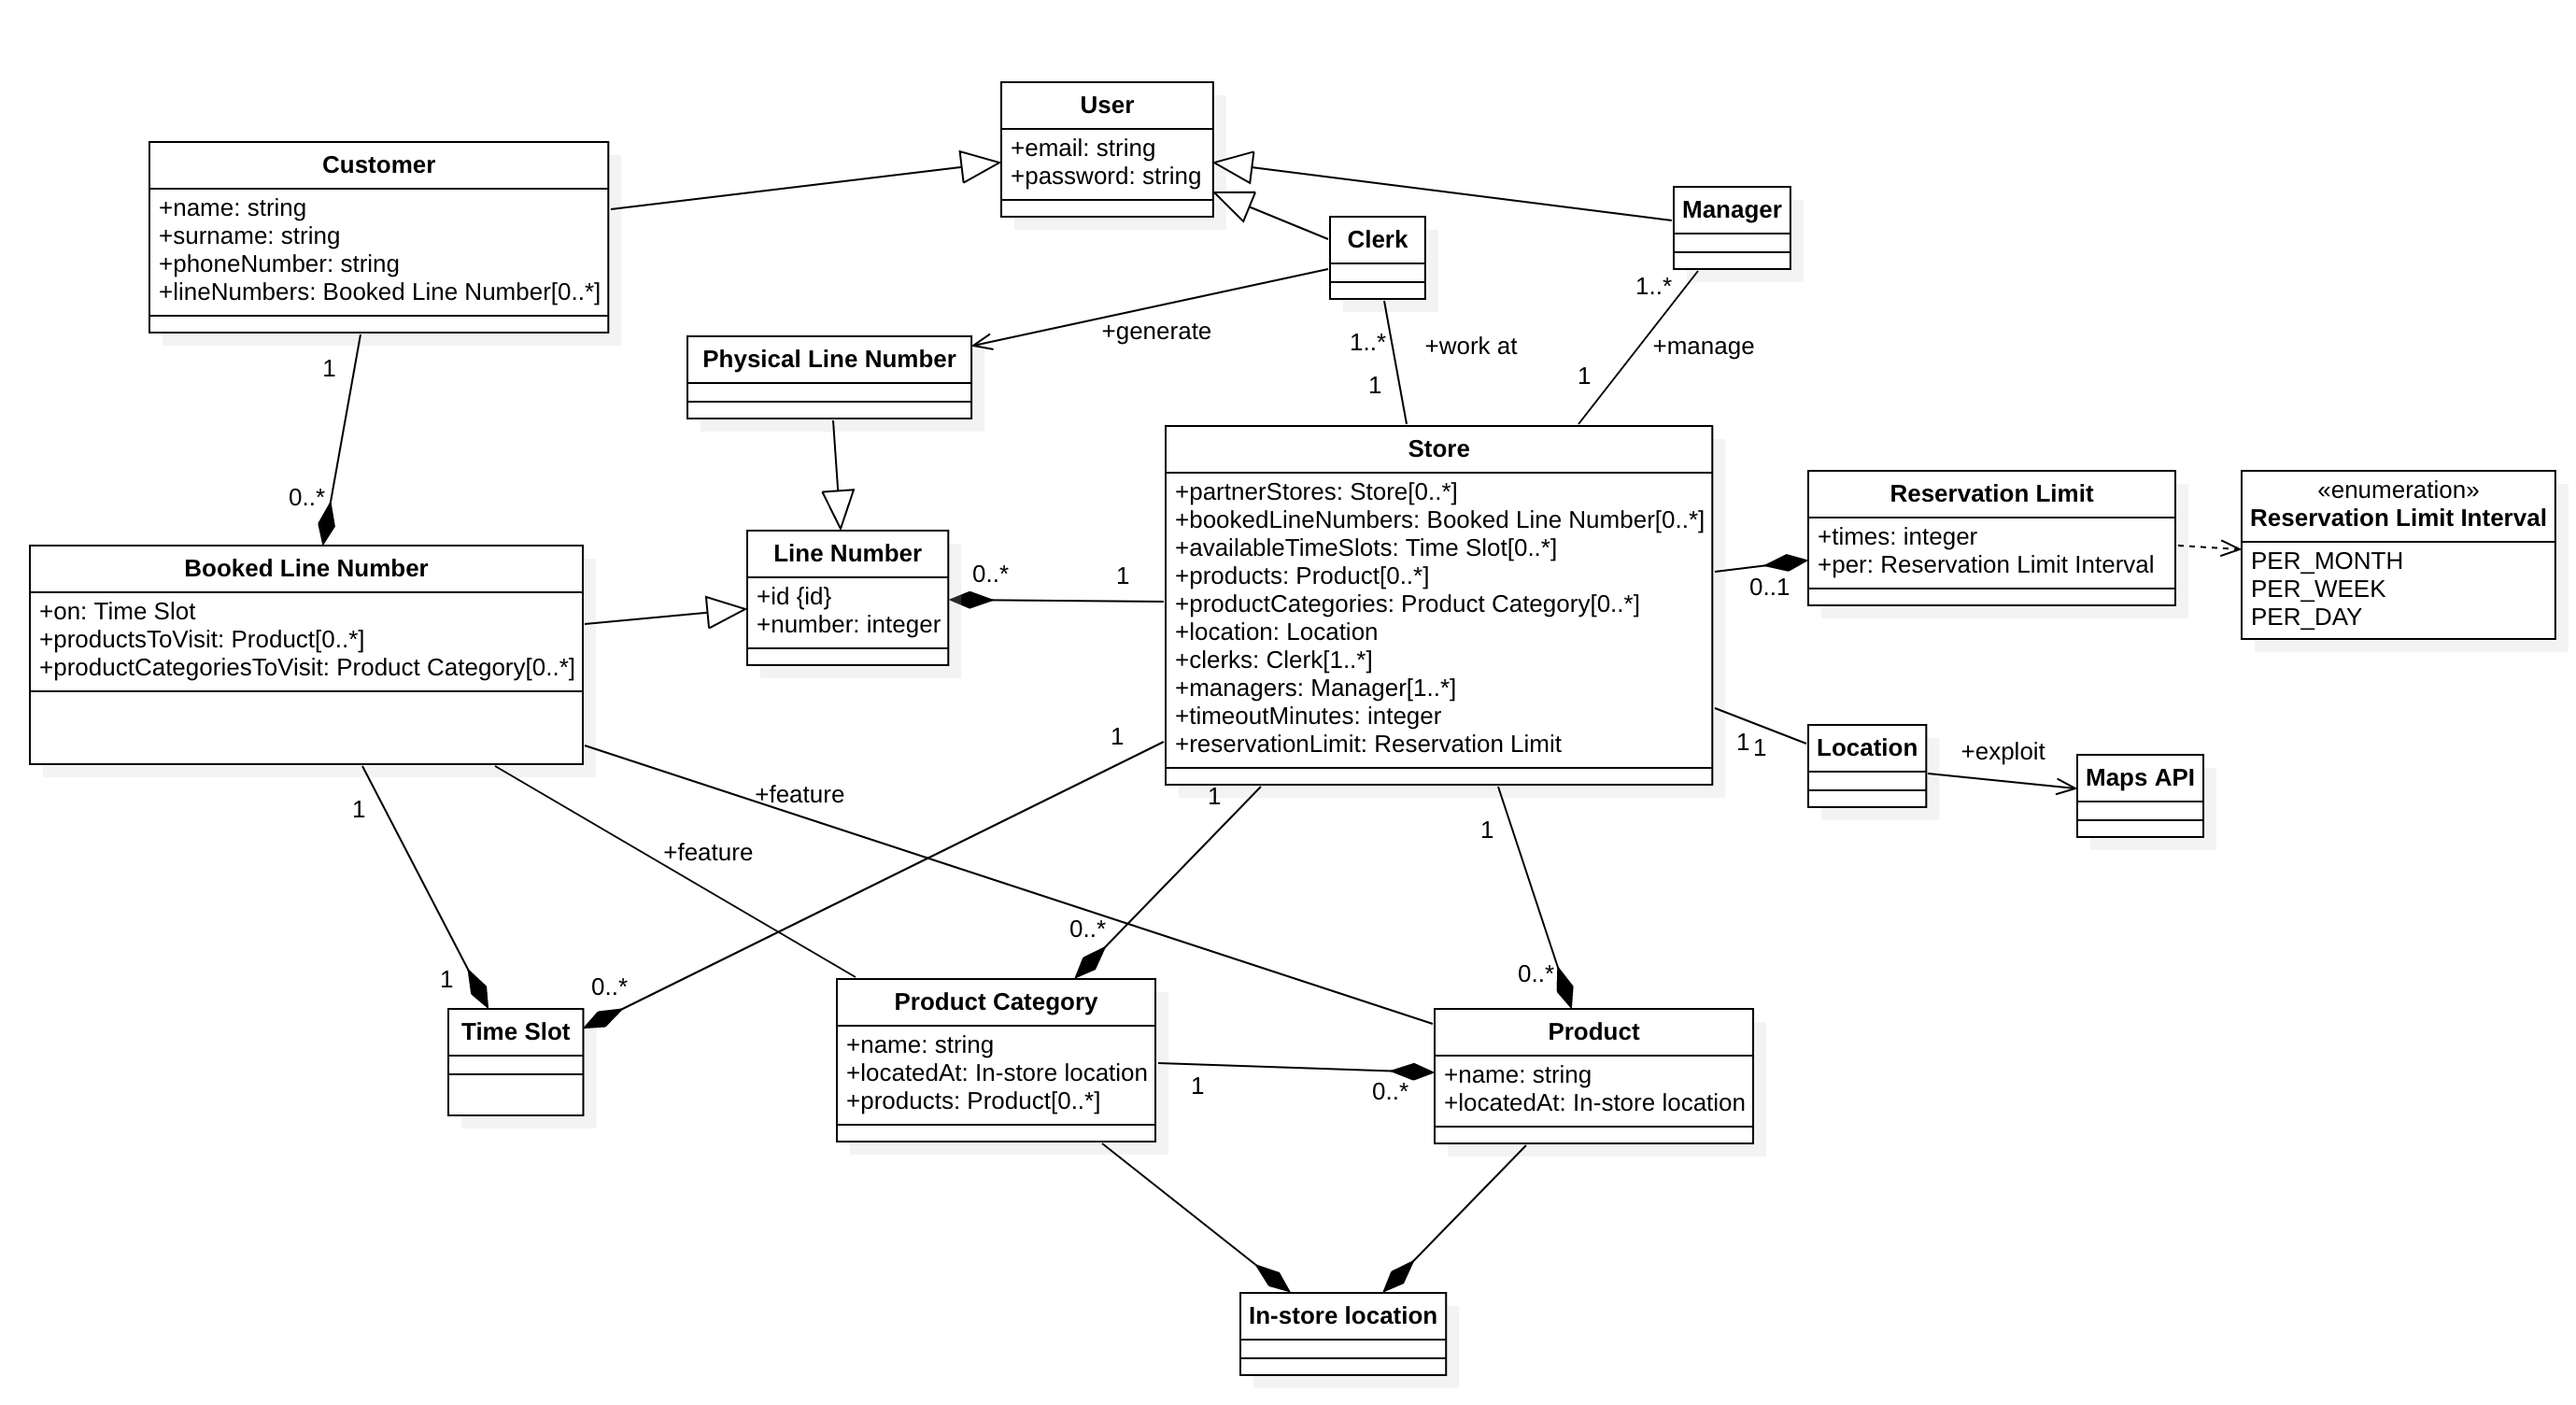 User
+email: string
+password: string
Customer
+name: string
+surname: string
+phoneNumber: string
+lineNumbers: Booked Line Number[0..*]
Manager
Clerk
1..*
+generate
1..*
+work at
+manage
1
1
1
Physical Line Number
Store
+partnerStores: Store[0..*]
+bookedLineNumbers: Booked Line Number[0..*]
+availableTimeSlots: Time Slot[0..*]
+products: Product[0..*]
+productCategories: Product Category[0..*]
+location: Location
+clerks: Clerk[1..*]
+managers: Manager[1..*]
+timeoutMinutes: integer
+reservationLimit: Reservation Limit
Reservation Limit
+times: integer
+per: Reservation Limit Interval
«enumeration»
Reservation Limit Interval
PER_MONTH
PER_WEEK
PER_DAY
0..*
Booked Line Number
+on: Time Slot
+productsToVisit: Product[0..*]
+productCategoriesToVisit: Product Category[0..*]
Line Number
+id {id}
+number: integer
0..*
1
0..1
1
1 1
Location
+exploit
Maps API
1
+feature
1
1
+feature
0..*
0..*
1
0..*
Time Slot
Product Category
+name: string
+locatedAt: In-store location
+products: Product[0..*]
Product
+name: string
+locatedAt: In-store location
1
0..*
In-store location